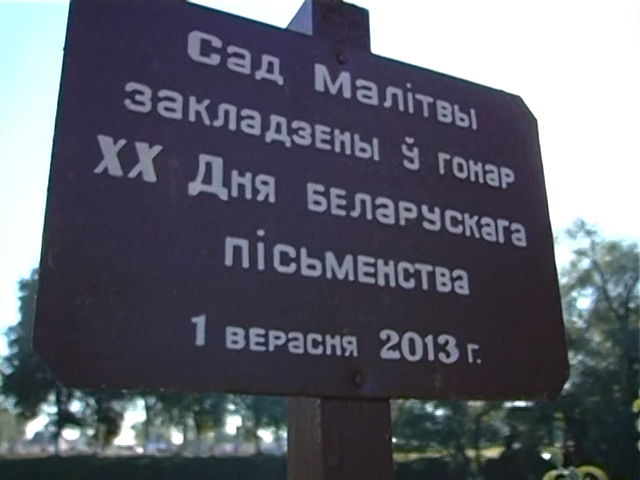 Сад малітвы
закладзены ў гонар
XX Дня беларускага
пісьменства
1 верасня 2013 г.